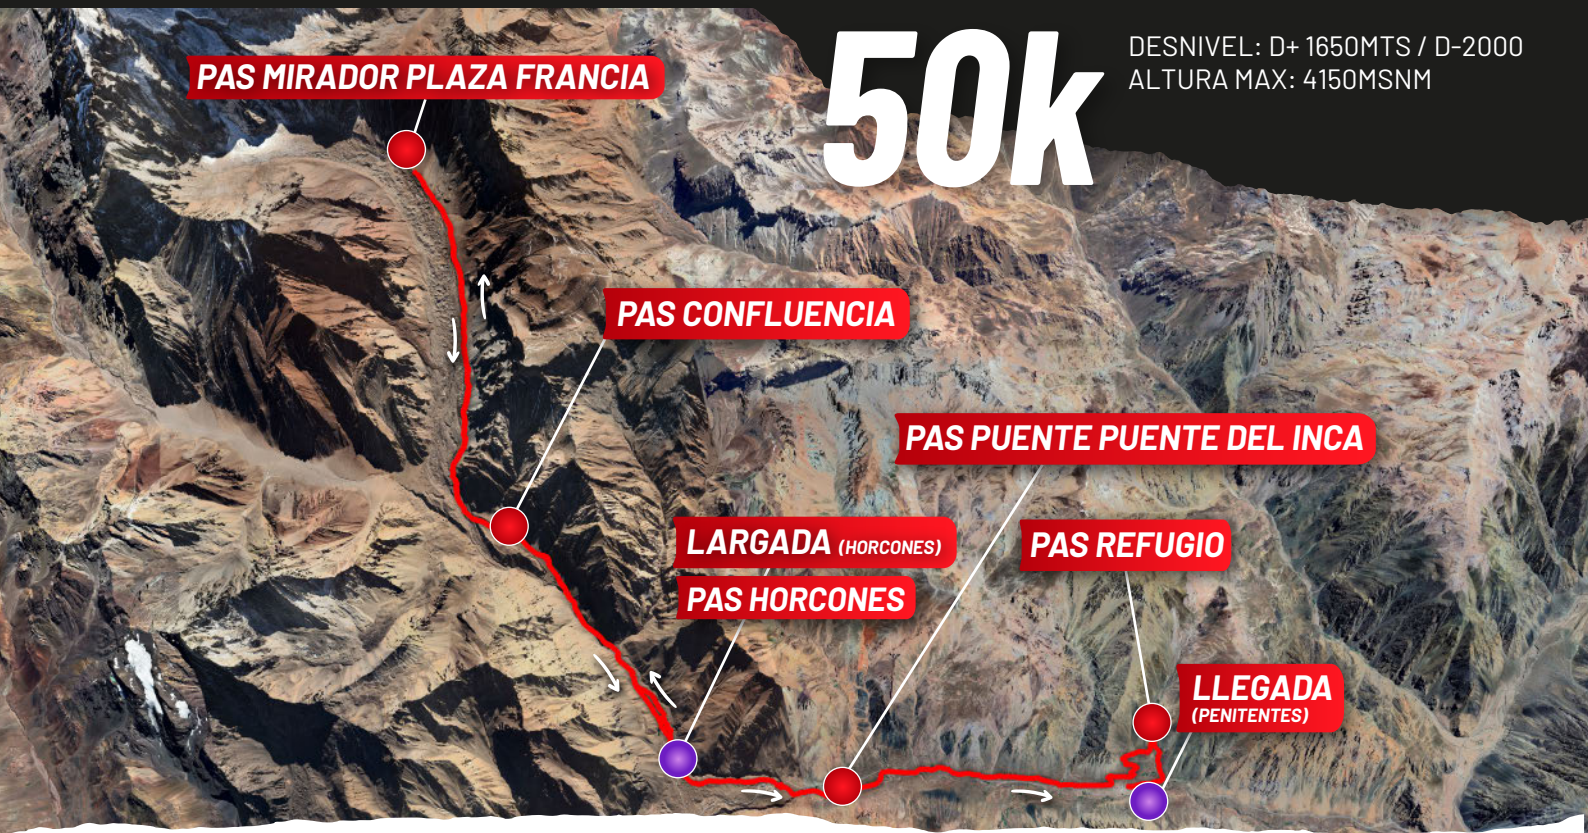 50k
DESNIVEL: D+ 1650MTS / D-2000
ALTURA MAX: 4150MSNM
PAS MIRADOR PLAZA FRANCIA
PAS CONFLUENCIA
PAS PUENTE PUENTE DEL INCA
LARGADA (HORCONES)
PAS HORCONES
PAS REFUGIO
LLEGADA
(PENITENTES)